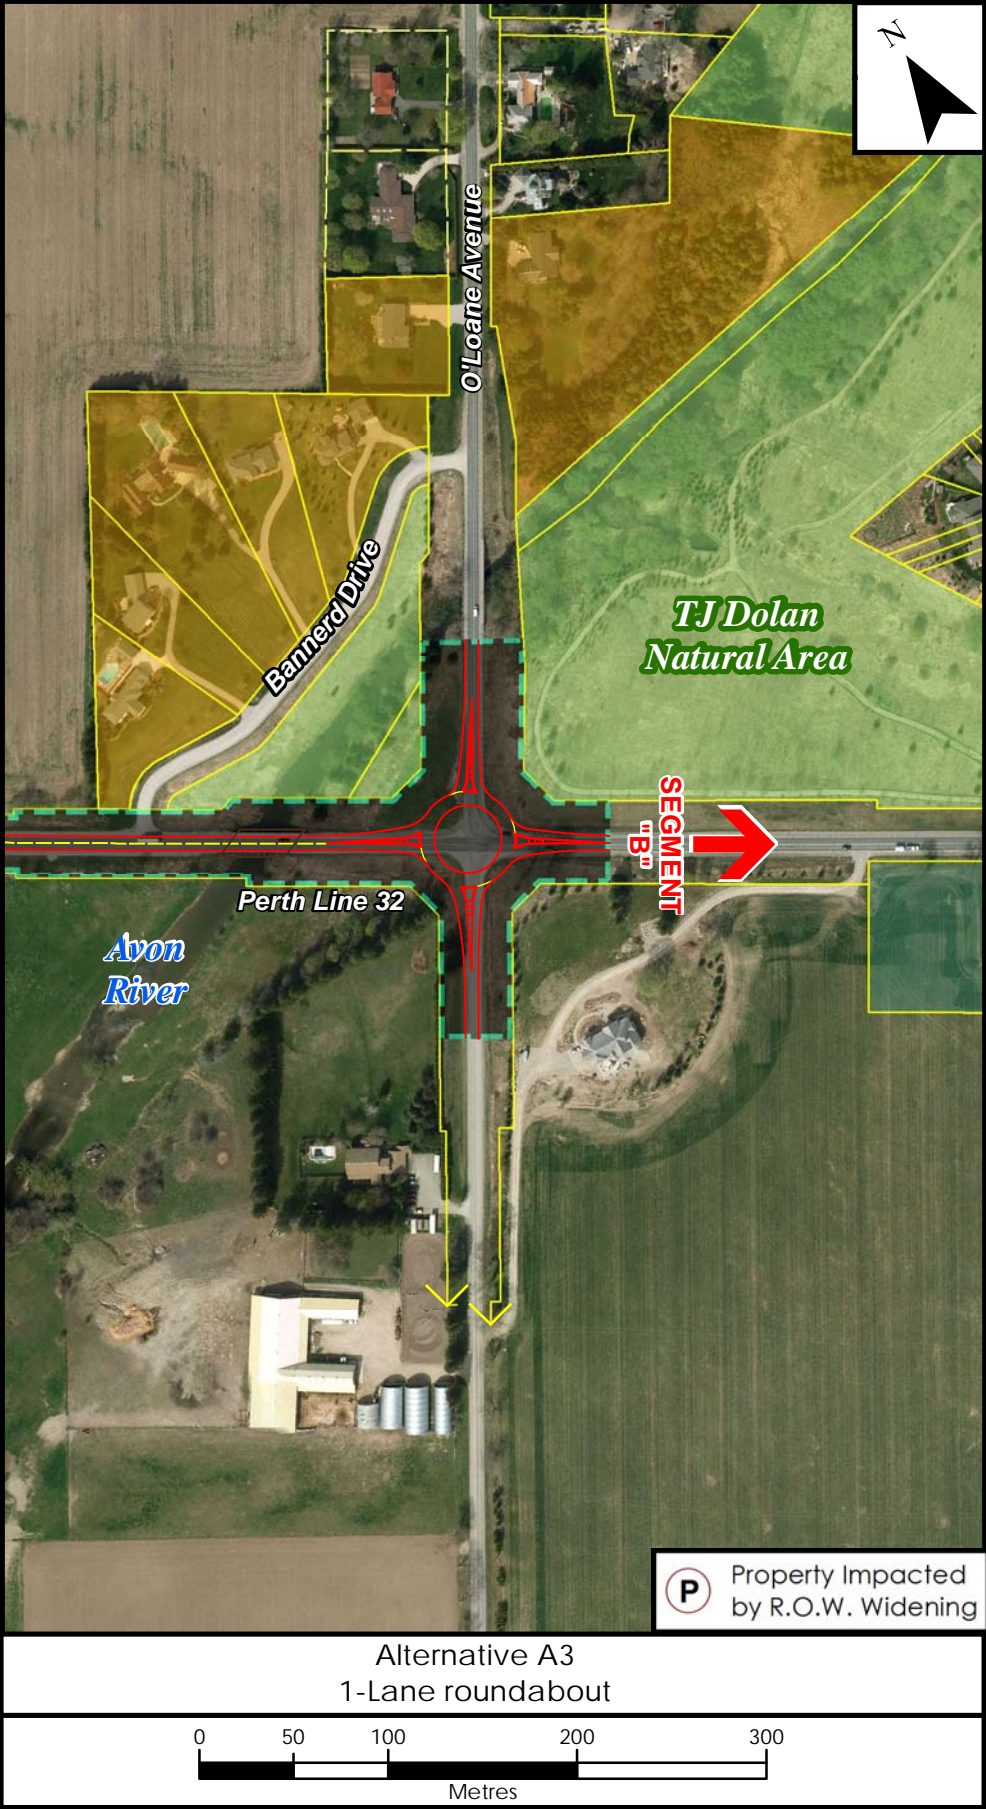 N
O'Loane Avenue
Bannerd Drive
TJ Dolan
Natural Area
SEGMENT
"B"
Perth Line 32
Avon
River
P
Property Impacted
by R.O.W. Widening
Alternative A3
1-Lane roundabout
0 50 100 200 300
Metres